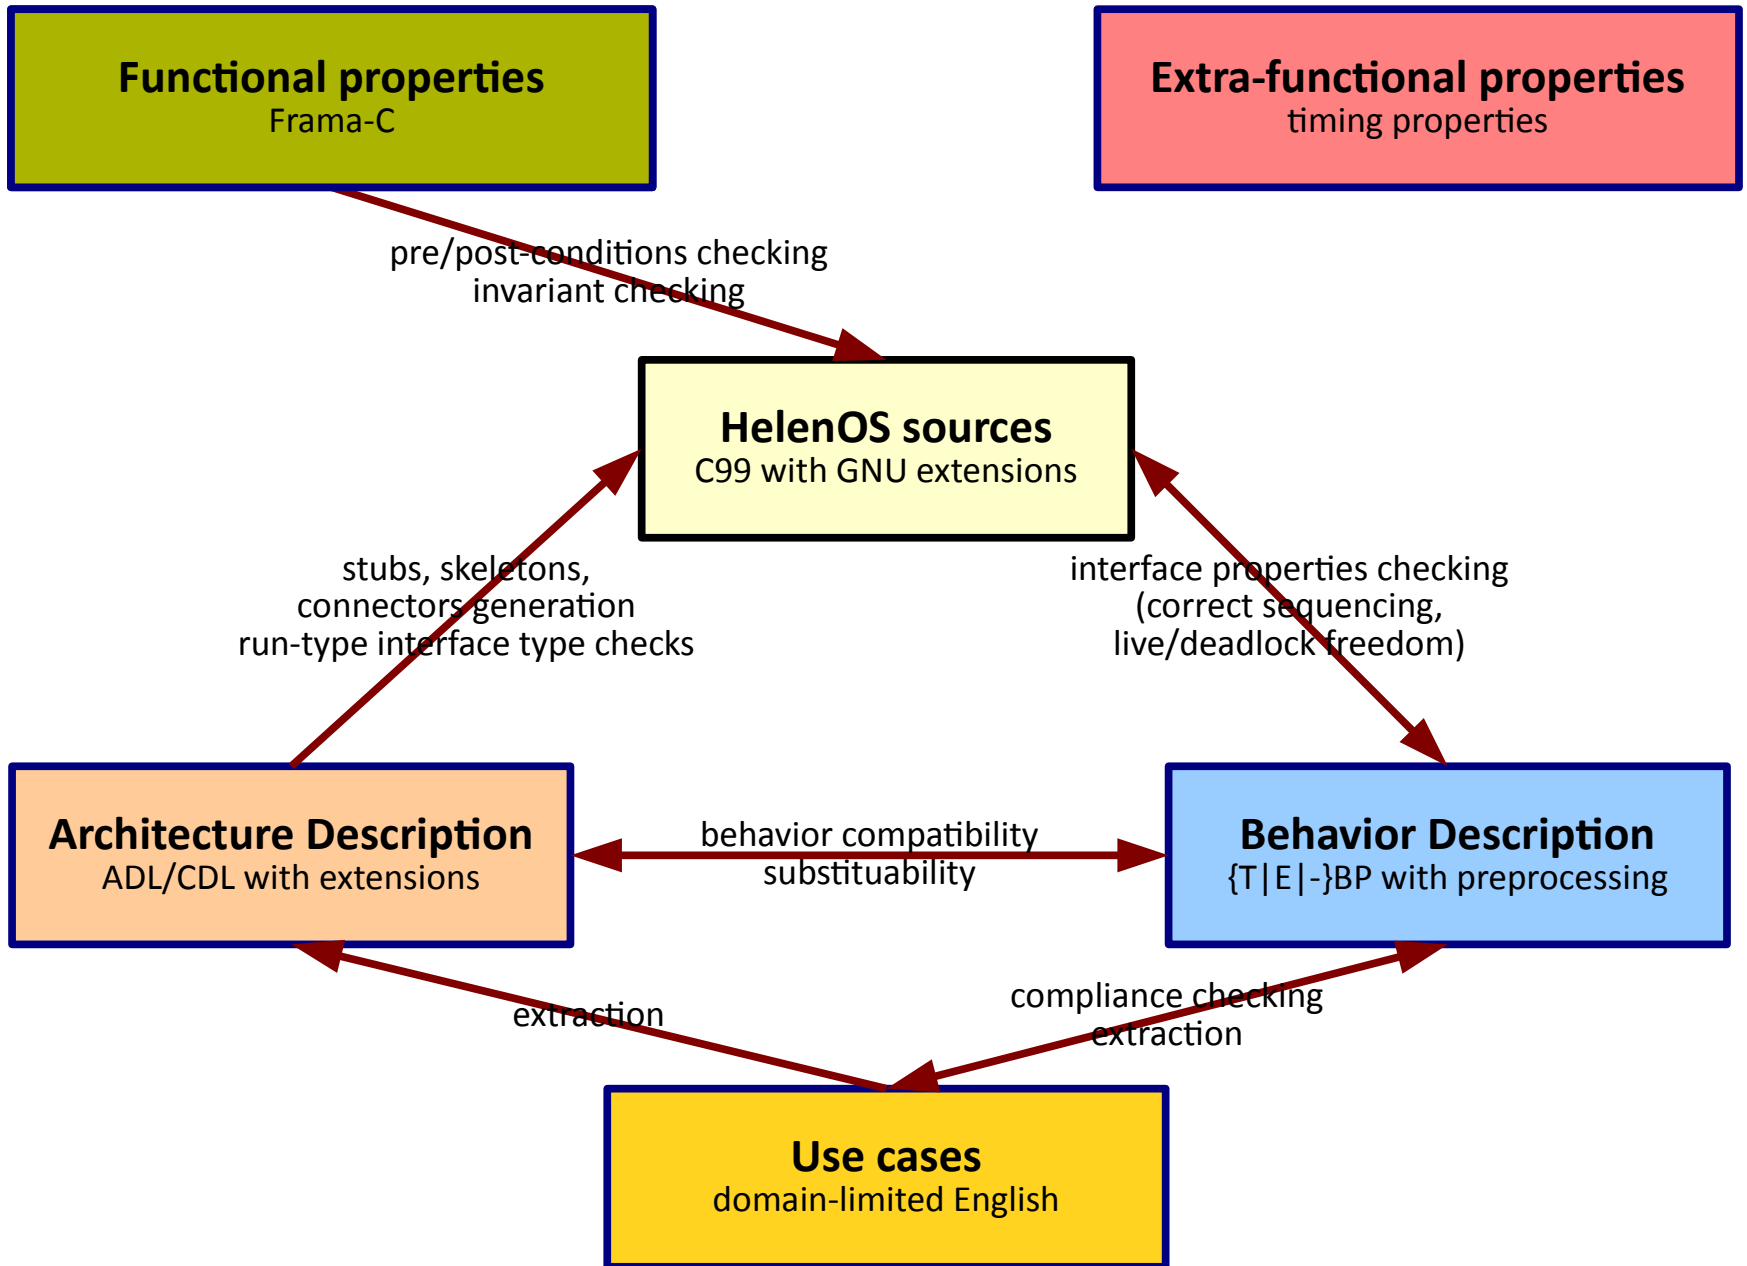 Functional properties
Frama-C
Extra-functional properties
timing properties
pre/post-conditions checking
invariant checking
HelenOS sources
C99 with GNU extensions
stubs, skeletons,
connectors generation
run-type interface type checks
interface properties checking
(correct sequencing,
live/deadlock freedom)
Architecture Description
ADL/CDL with extensions
behavior compatibility
substituability
Behavior Description
{T|E|-}BP with preprocessing
extraction
compliance checking
extraction
Use cases
domain-limited English